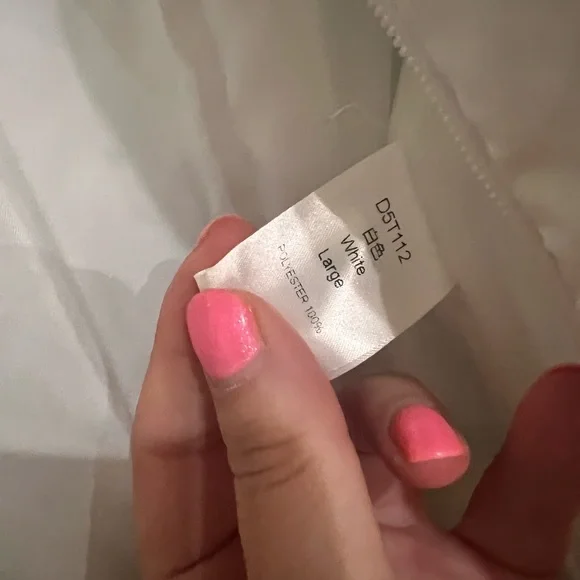 D5T112
白色
White
Large
POLYESTER 100%